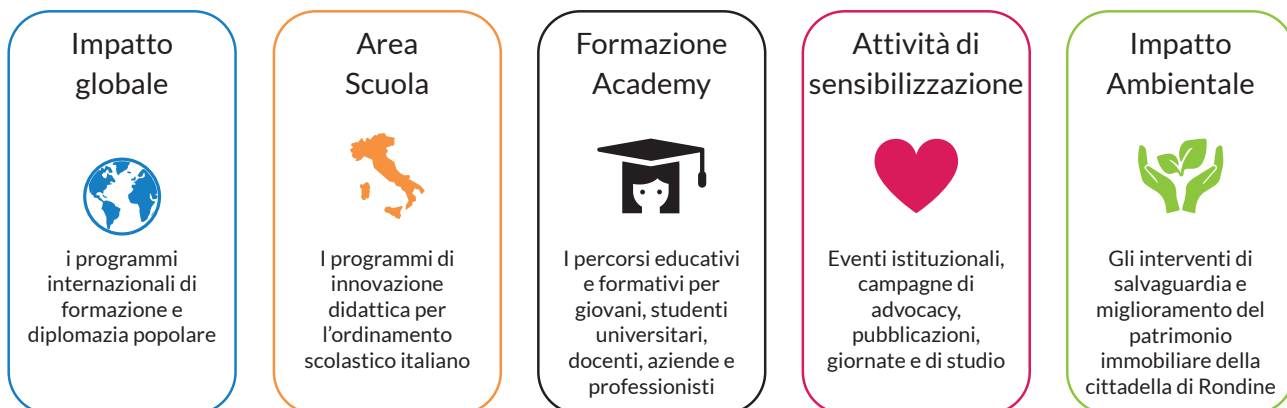 Impatto
globale
i programmi
internazionali di
formazione e
diplomazia popolare
Area
Scuola
I programmi di
innovazione
didattica per
l'ordinamento
scolastico italiano
Formazione
Academy
I percorsi educativi
e formativi per
giovani, studenti
universitari,
docenti, aziende e
professionisti
Attività di
sensibilizzazione
Eventi istituzionali,
campagne di
advocacy,
pubblicazioni,
giornate e di studio
Impatto
Ambientale
Gli interventi di
salvaguardia e
miglioramento del
patrimonio
immobiliare della
cittadella di Rondine